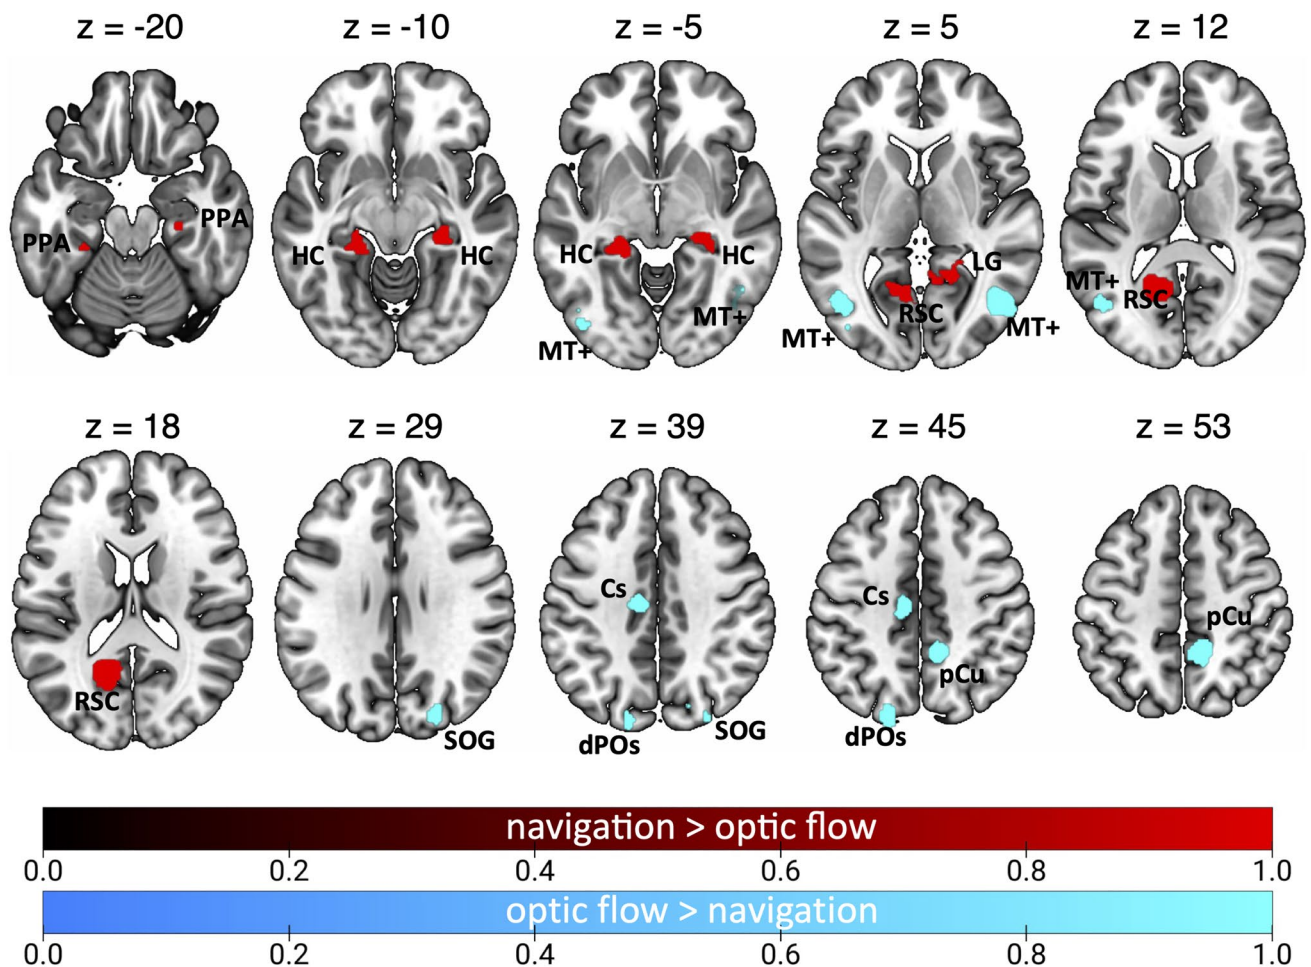 z = -20 z = -10 z = -5 z = 5 z = 12
PPA PPA
HC HC
HC HC
MT+ MT+
LG
RSC
MT+ MT+
MT+
RSC
z = 18 z = 29 z = 39 z = 45 z = 53
RSC
SOG
Cs
dPOs SOG
Cs
pCu
dPOs
pCu
navigation > optic flow
0.0 0.2 0.4 0.6 0.8 1.0
optic flow > navigation
0.0 0.2 0.4 0.6 0.8 1.0